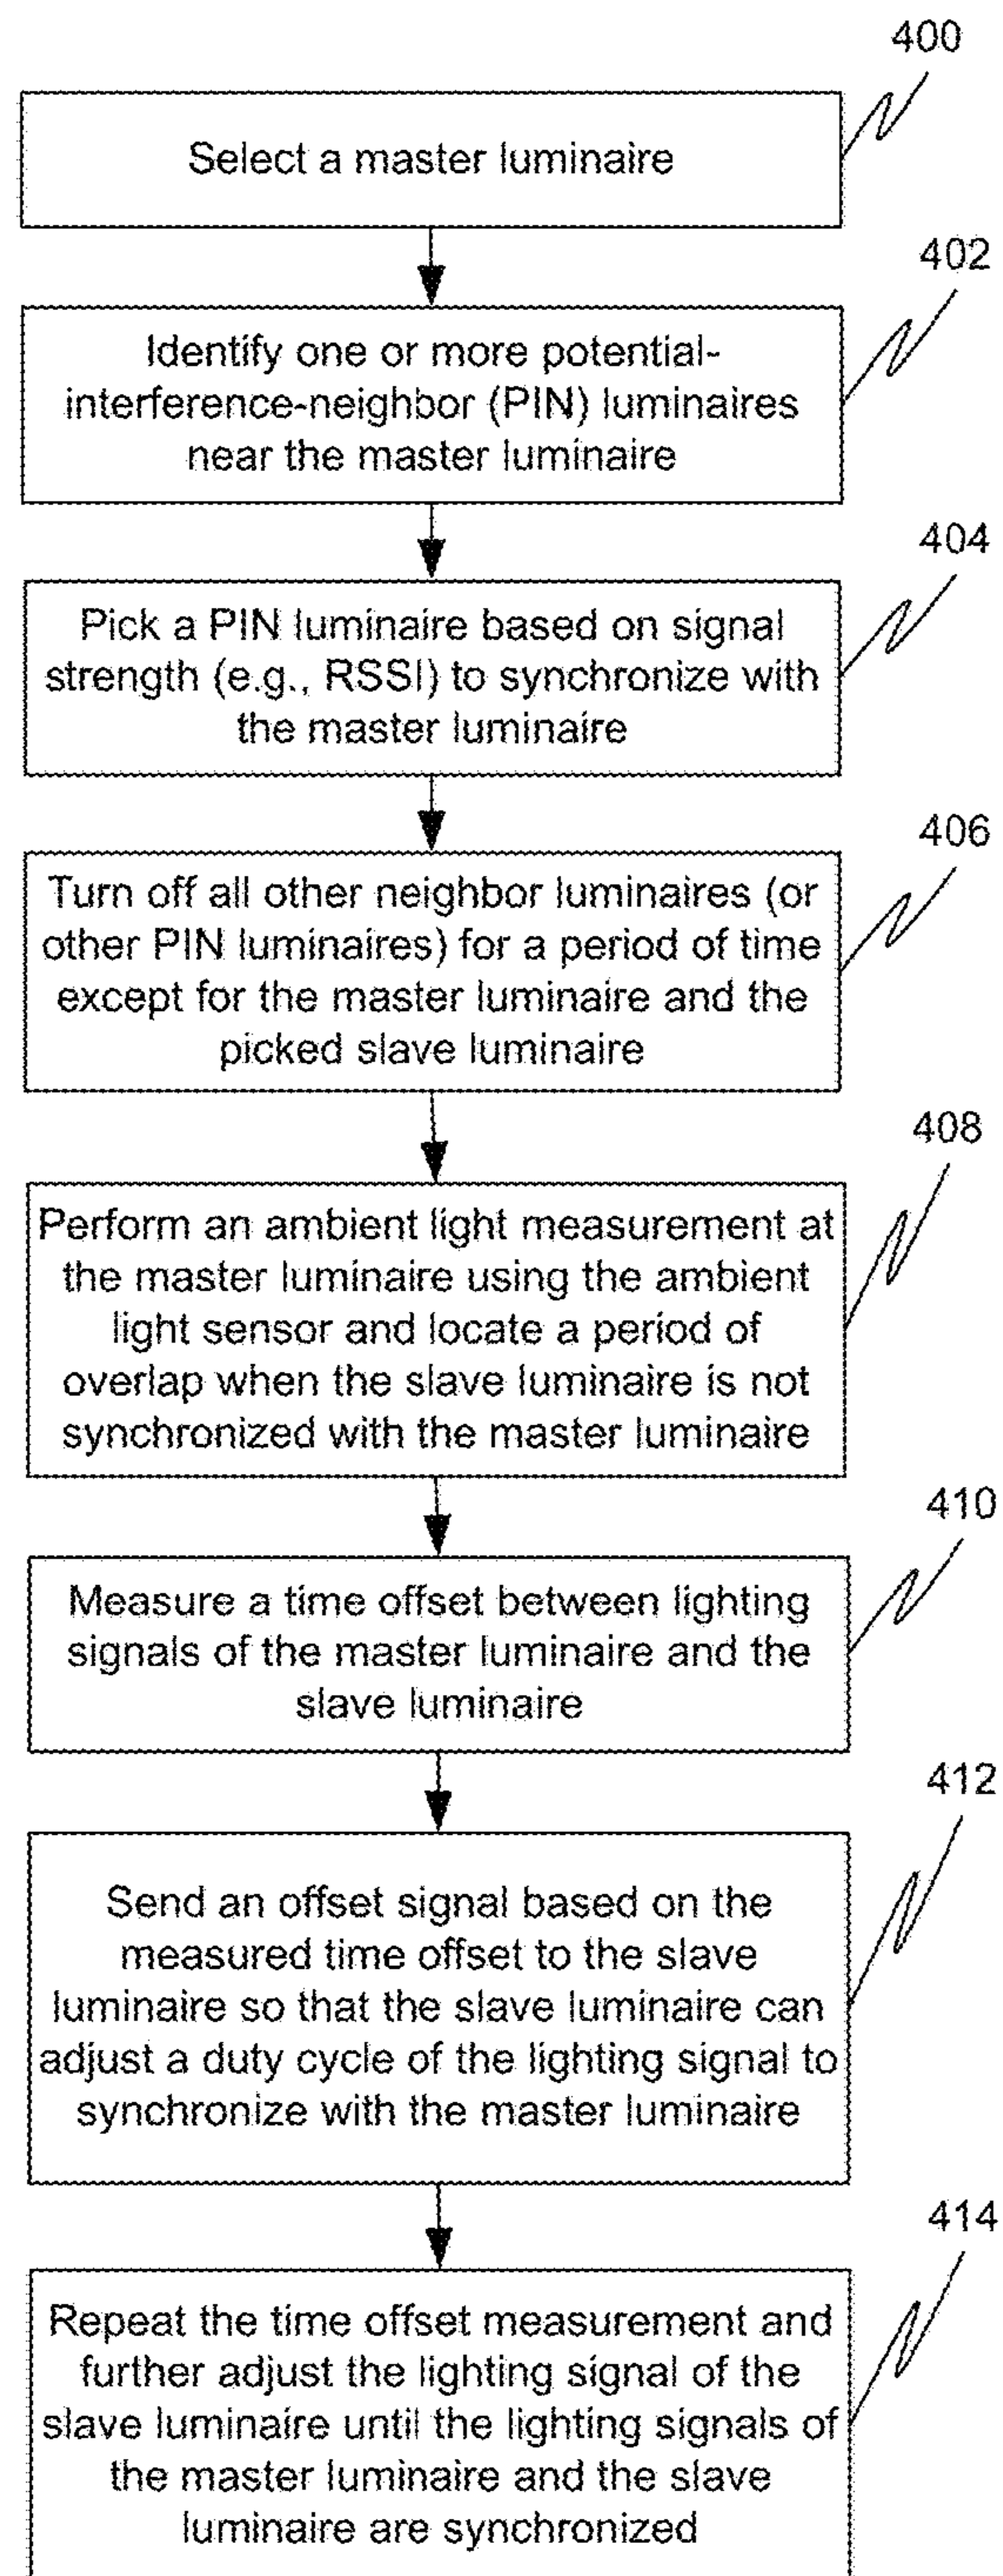 400
Select a master luminaire
402
Identify one or more potential-
interference-neighbor (PIN) luminaires
near the master luminaire
404
Pick a PIN luminaire based on signal
strength (e.g., RSSI) to synchronize with
the master luminaire
406
Turn off all other neighbor luminaires (or
other PIN luminaires) for a period of time
except for the master luminaire and the
picked slave luminaire
408
Perform an ambient light measurement at
the master luminaire using the ambient
light sensor and locate a period of
overlap when the slave luminaire is not
synchronized with the master luminaire
410
Measure a time offset between lighting
signals of the master luminaire and the
slave luminaire
412
Send an offset signal based on the
measured time offset to the slave
luminaire so that the slave luminaire can
adjust a duty cycle of the lighting signal to
synchronize with the master luminaire
414
Repeat the time offset measurement and
further adjust the lighting signal of the
slave luminaire until the lighting signals of
the master luminaire and the slave
luminaire are synchronized